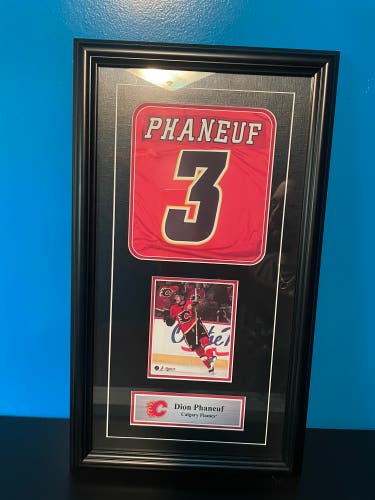 PHANEUF
3
Dion Phaneuf
Calgary Flames